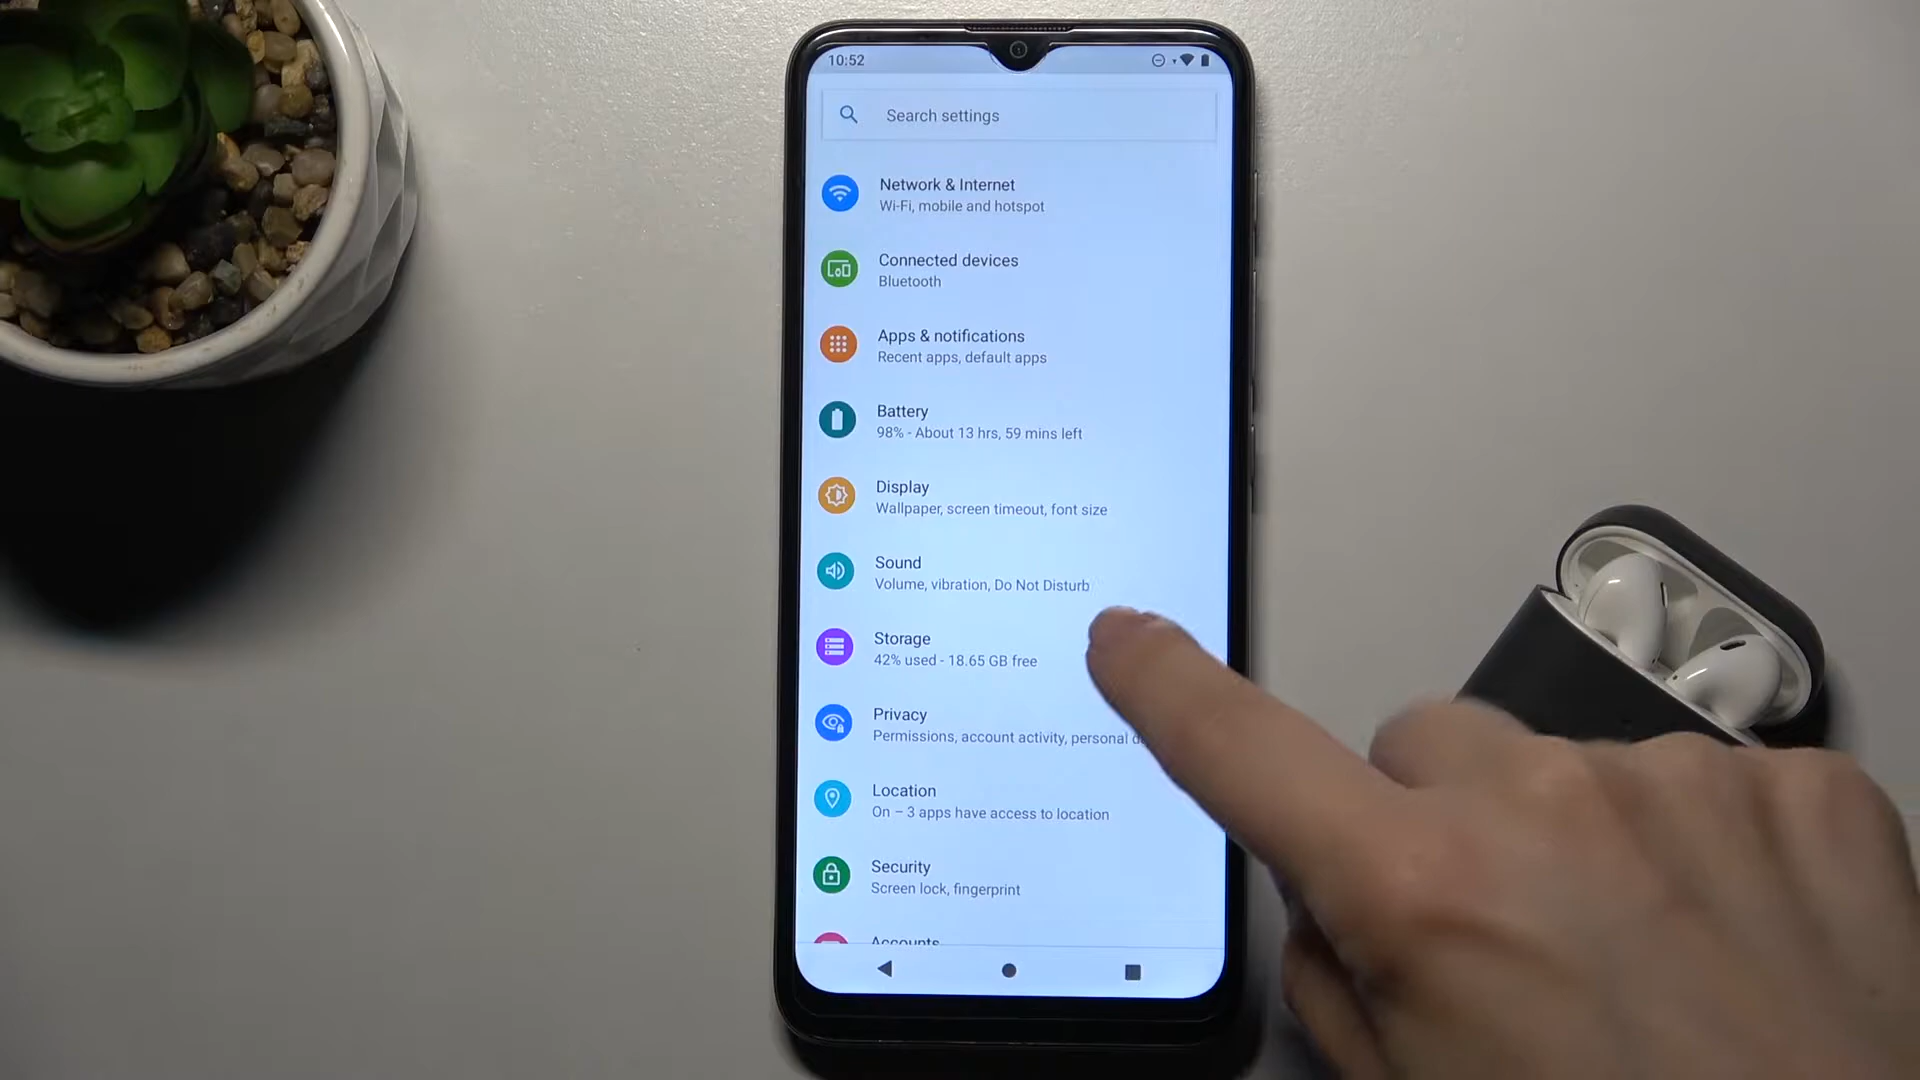 10:52
Search settings
Network & Internet
Wi-Fi, mobile and hotspot
Connected devices
Bluetooth
Apps & notifications
Recent apps, default apps
Battery
98% - About 13 hrs, 59 mins left
Display
Wallpaper, screen timeout, font size
Sound
Volume, vibration, Do Not Disturb
Storage
42% used - 18.65 GB free
Privacy
Permissions, account activity, personal
Location
On – 3 apps have access to location
Security
Screen lock, fingerprint
Accounts